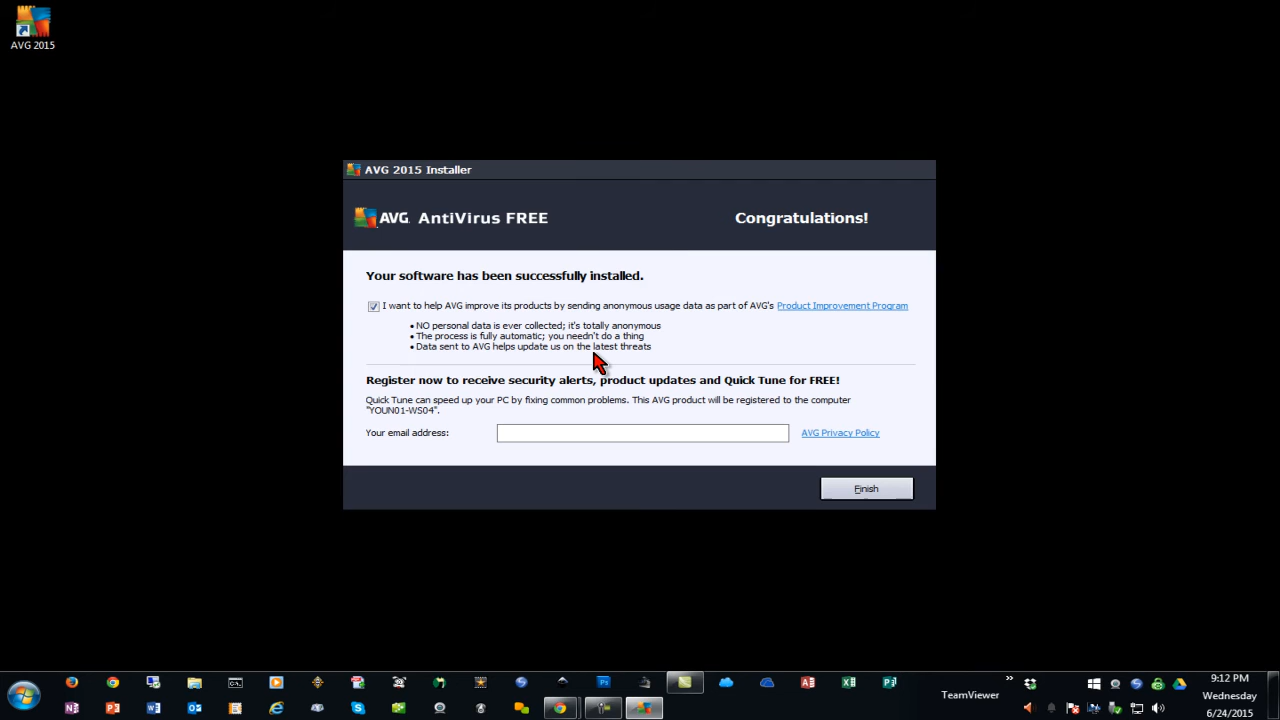 AVG 2015
AVG 2015 Installer
AVG. AntiVirus FREE
Congratulations!
Your software has been successfully installed.
I want to help AVG improve its products by sending anonymous usage data as part of AVG's Product Improvement Program
• NO personal data is ever collected; it's totally anonymous
• The process is fully automatic; you needn't do a thing
• Data sent to AVG helps update us on the latest threats
Register now to receive security alerts, product updates and Quick Tune for FREE!
Quick Tune can speed up your PC by fixing common problems. This AVG product will be registered to the computer
"YOUN01-WS04".
Your email address:
AVG Privacy Policy
Finish
TeamViewer
9:12 PM
Wednesday
6/24/2015